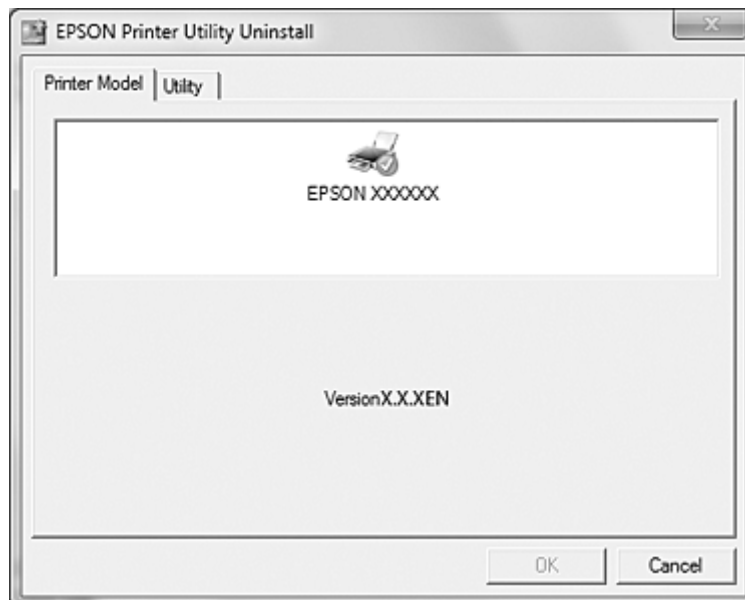 EPSON Printer Utility Uninstall
Printer Model Utility
EPSON XXXXXX
VersionX.X.XEN
OK Cancel